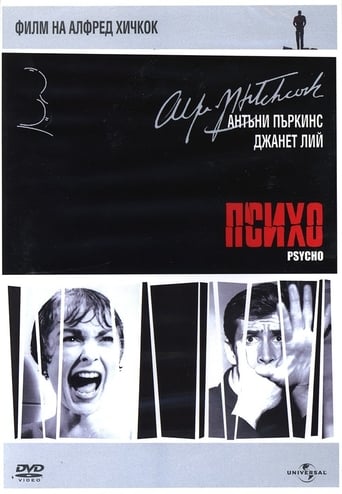 ФИЛМ НА АЛФРЕД ХИЧКОК
Alfred Hitchcock
АНТЪНИ ПЪРКИНС
ДЖАНЕТ ЛИЙ
ПСИХО
PSYCHO
DVD
VIDEO
UNIVERSAL